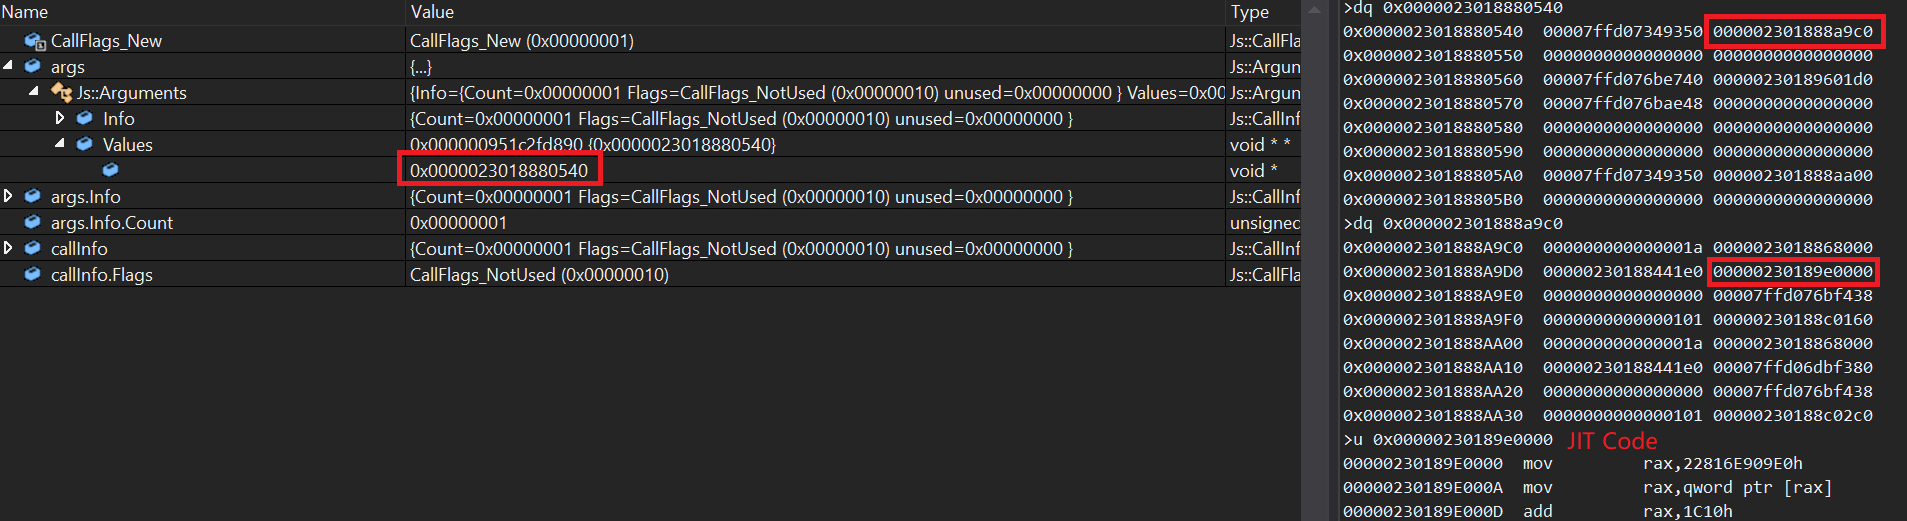 Name Value Type
CallFlags_New CallFlags_New (0x00000001) Js::CallFla
args {...} Js::Argum
Js::Arguments {Info={Count=0x00000001 Flags=CallFlags_NotUsed (0x00000010) unused=0x00000000 } Values=0x00 Js::Argum
Info {Count=0x00000001 Flags=CallFlags_NotUsed (0x00000010) unused=0x00000000 } Js::CallInf
Values 0x000000951c2fd890 {0x0000023018880540} void * *
0x0000023018880540 void *
args.Info {Count=0x00000001 Flags=CallFlags_NotUsed (0x00000010) unused=0x00000000 } Js::CallInf
args.Info.Count 0x00000001 unsigned
callInfo {Count=0x00000001 Flags=CallFlags_NotUsed (0x00000010) unused=0x00000000 } Js::CallInf
callInfo.Flags CallFlags_NotUsed (0x00000010) Js::CallFla
>dq 0x0000023018880540
0x0000023018880540 00007ffd07349350 000002301888a9c0
0x0000023018880550 0000000000000000 0000000000000000
0x0000023018880560 00007ffd076be740 00000230189601d0
0x0000023018880570 00007ffd076bae48 0000000000000000
0x0000023018880580 0000000000000000 0000000000000000
0x0000023018880590 0000000000000000 0000000000000000
0x00000230188805A0 00007ffd07349350 000002301888aa00
0x00000230188805B0 0000000000000000 0000000000000000
>dq 0x000002301888a9c0
0x000002301888A9C0 000000000000001a 0000023018868000
0x000002301888A9D0 00000230188441e0 00000230189e0000
0x000002301888A9E0 0000000000000000 00007ffd076bf438
0x000002301888A9F0 0000000000000101 00000230188c0160
0x000002301888AA00 000000000000001a 0000023018868000
0x000002301888AA10 00000230188441e0 00007ffd06dbf380
0x000002301888AA20 0000000000000000 00007ffd076bf438
0x000002301888AA30 0000000000000101 00000230188c02c0
>u 0x00000230189e0000 JIT Code
00000230189E0000 mov rax,22816E909E0h
00000230189E000A mov rax,qword ptr [rax]
00000230189E000D add rax,1C10h